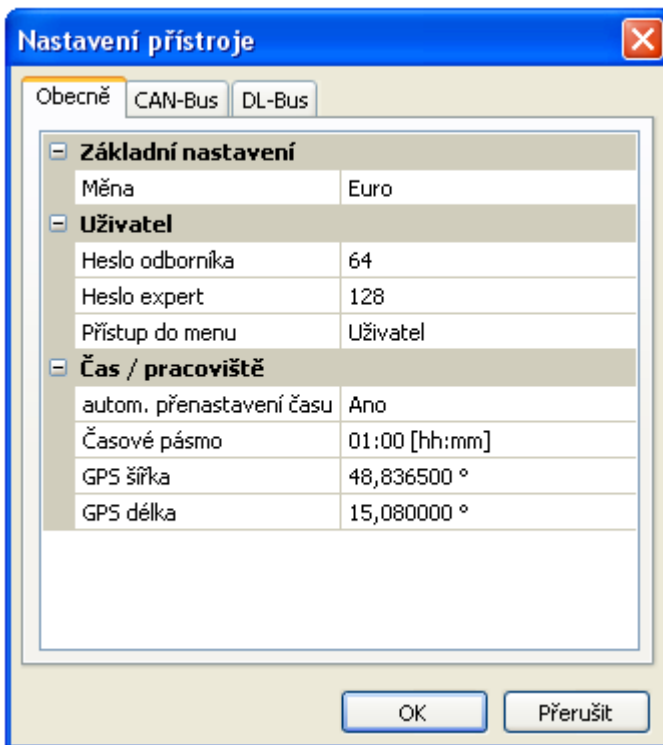 Nastavení přístroje
Obecně CAN-Bus DL-Bus
Základní nastavení
Měna Euro
Uživatel
Heslo odborníka 64
Heslo expert 128
Přístup do menu Uživatel
Čas / pracoviště
autom. přenastavení času Ano
Časové pásmo 01:00 [hh:mm]
GPS šířka 48,836500 °
GPS délka 15,080000 °
OK Přerušit